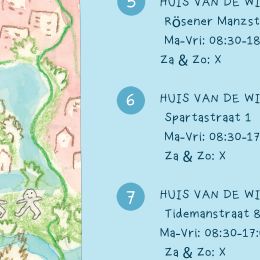 5 HUIS VAN DE WI
Rösener Manzst
Ma-Vri: 08:30-18
Za & Zo: X
6 HUIS VAN DE WI
Spartastraat 1
Ma-Vri: 08:30-17
Za & Zo: X
7 HUIS VAN DE WI
Tidemanstraat 8
Ma-Vri: 08:30-17:
Za & Zo: X